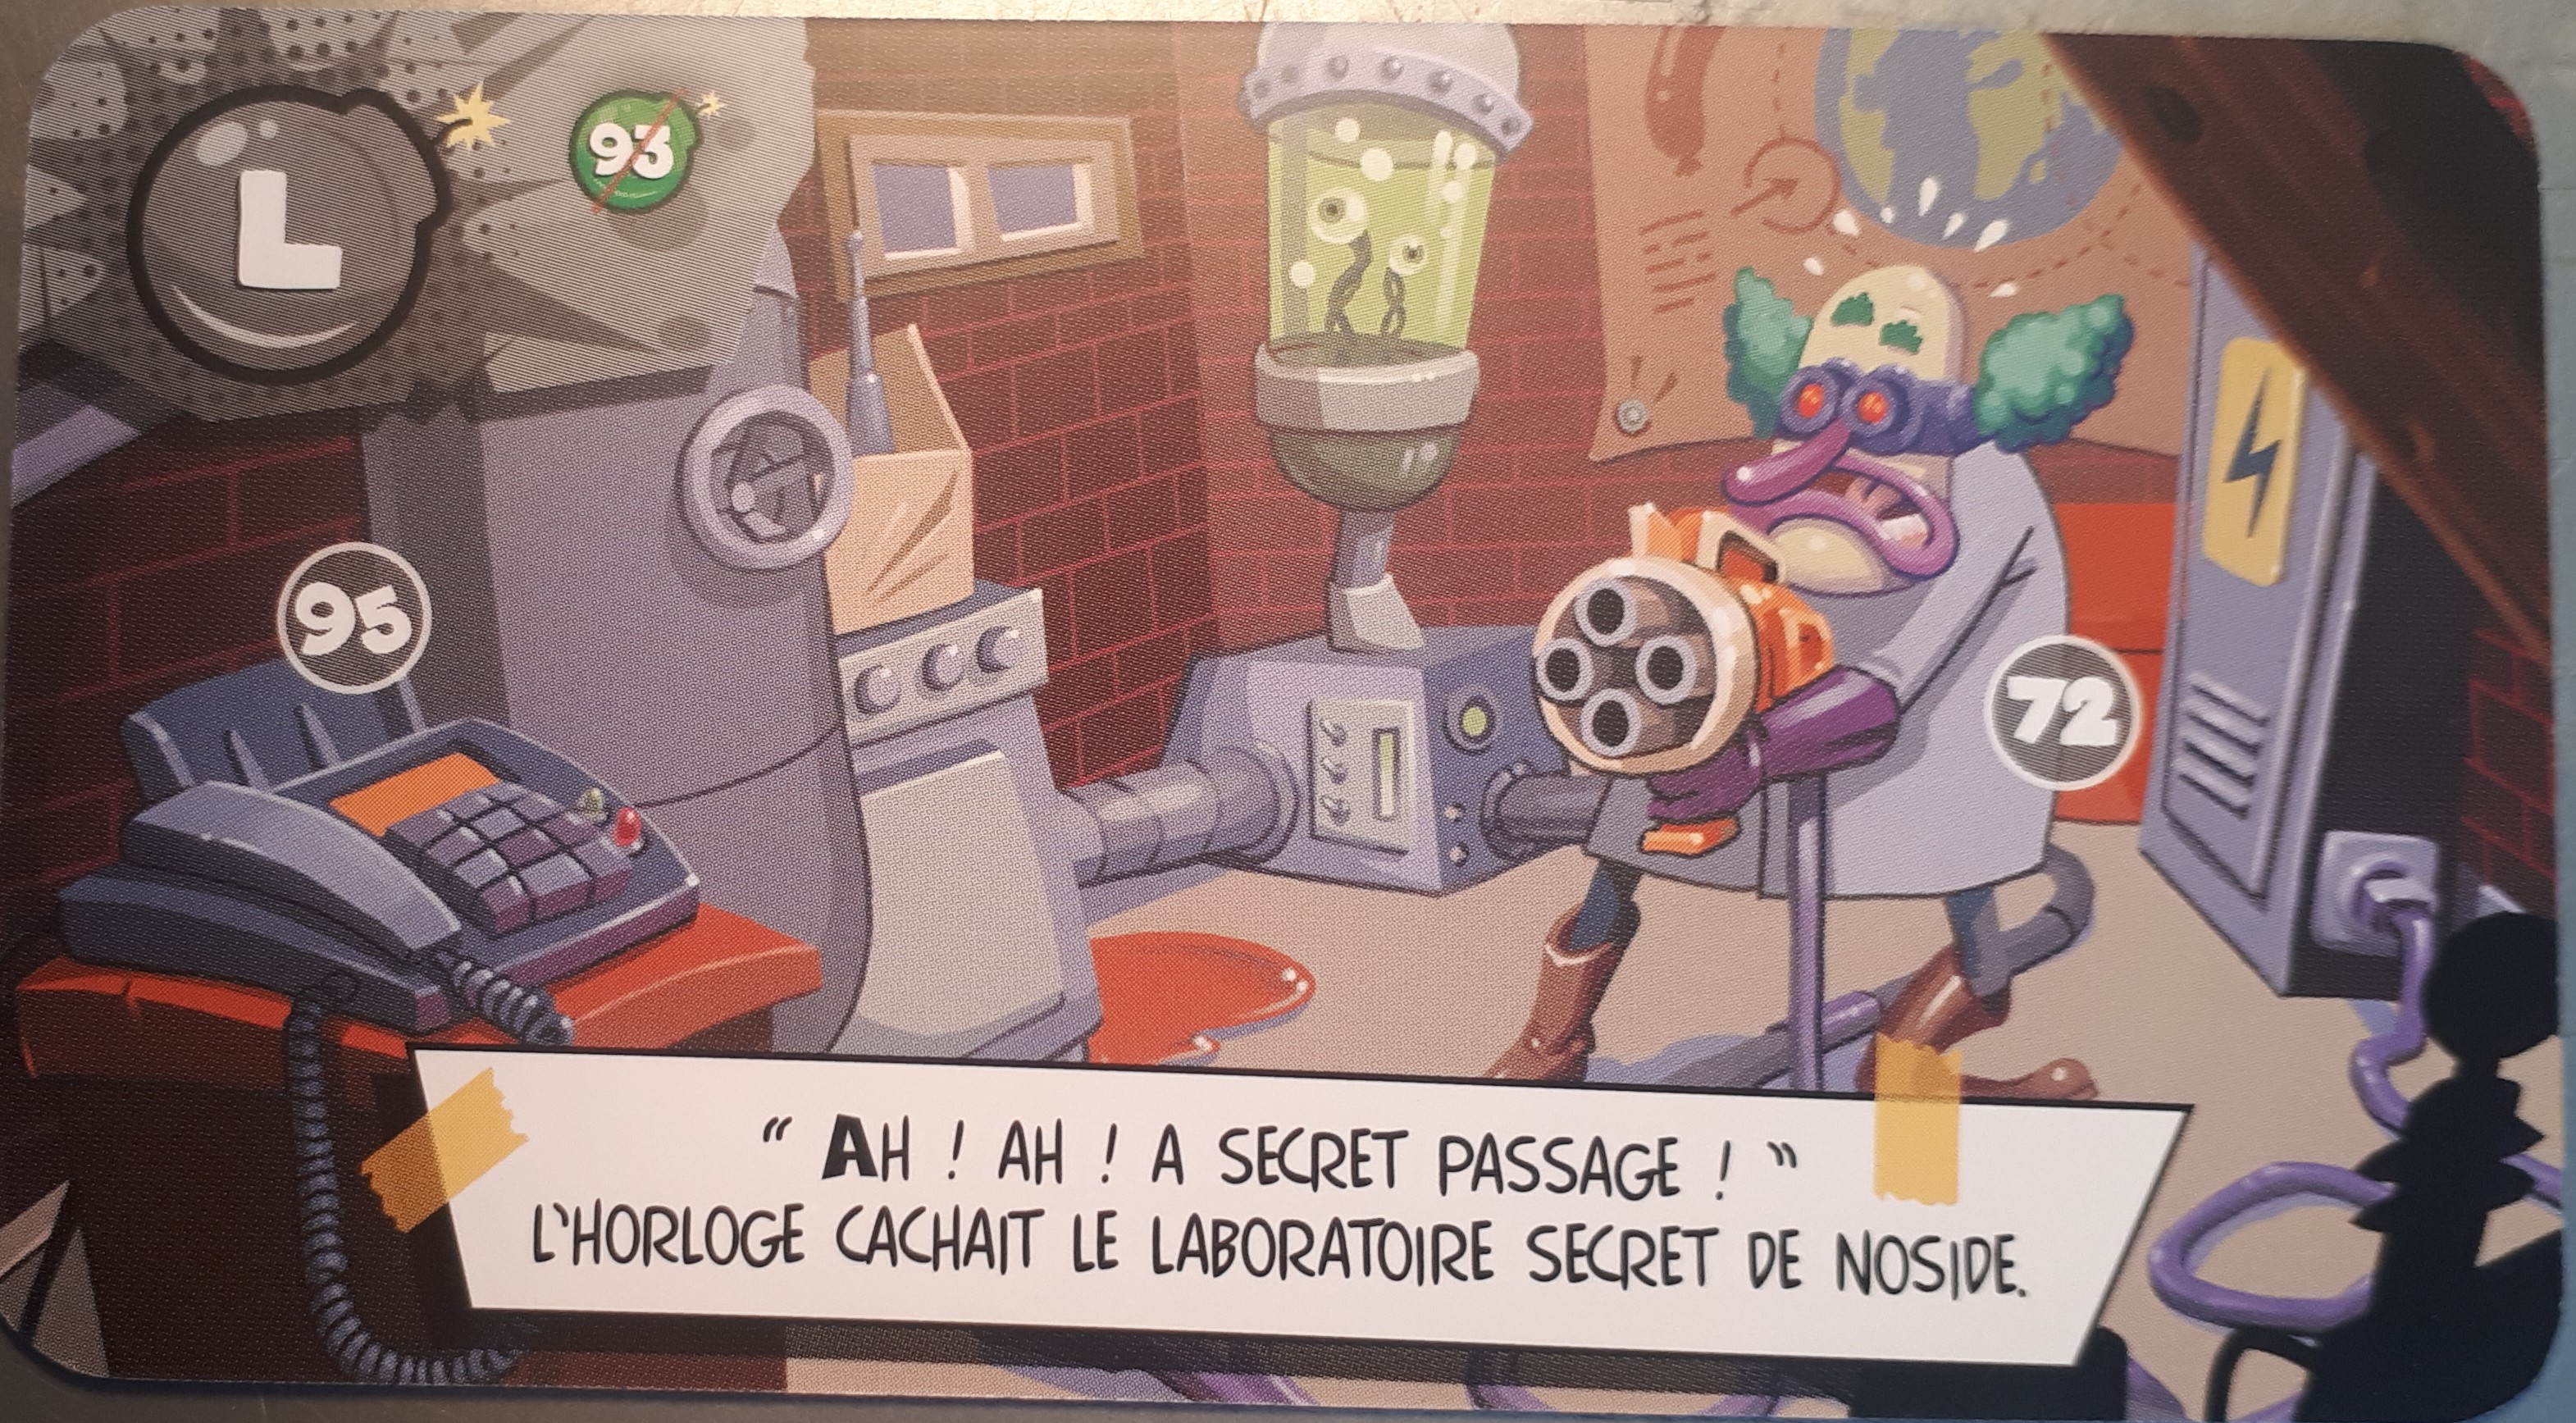 L
93
95
72
“ AH ! AH ! A SECRET PASSAGE ! ”
L'HORLOGE CACHAIT LE LABORATOIRE SECRET DE NOSIDE.